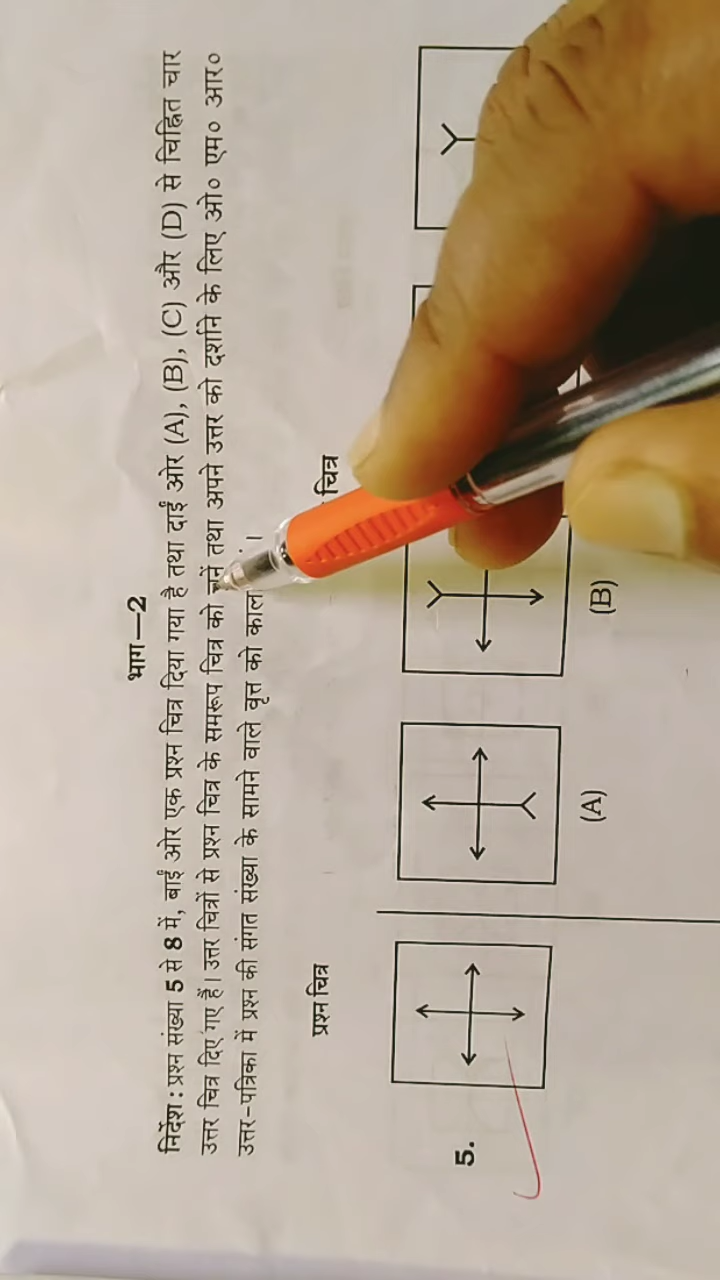 भाग—2
निर्देश : प्रश्न संख्या 5 से 8 में, बाईं ओर एक प्रश्न चित्र दिया गया है तथा दाईं ओर (A), (B), (C) और (D) से चिह्नित चार
उत्तर चित्र दिए गए हैं। उत्तर चित्रों से प्रश्न चित्र के समरूप चित्र को चुनें तथा अपने उत्तर को दर्शाने के लिए ओ० एम० आर०
उत्तर-पत्रिका में प्रश्न की संगत संख्या के सामने वाले वृत्त को काला
प्रश्न चित्र
चित्र
5.
(A)
(B)